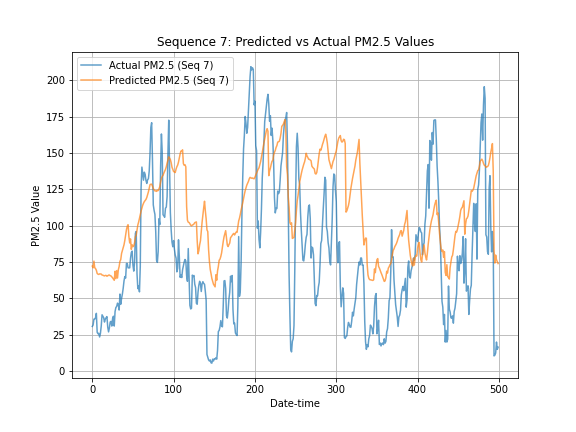 Sequence 7: Predicted vs Actual PM2.5 Values
Actual PM2.5 (Seq 7)
Predicted PM2.5 (Seq 7)
PM2.5 Value
200
175
150
125
100
75
50
25
0
0 100 200 300 400 500
Date-time